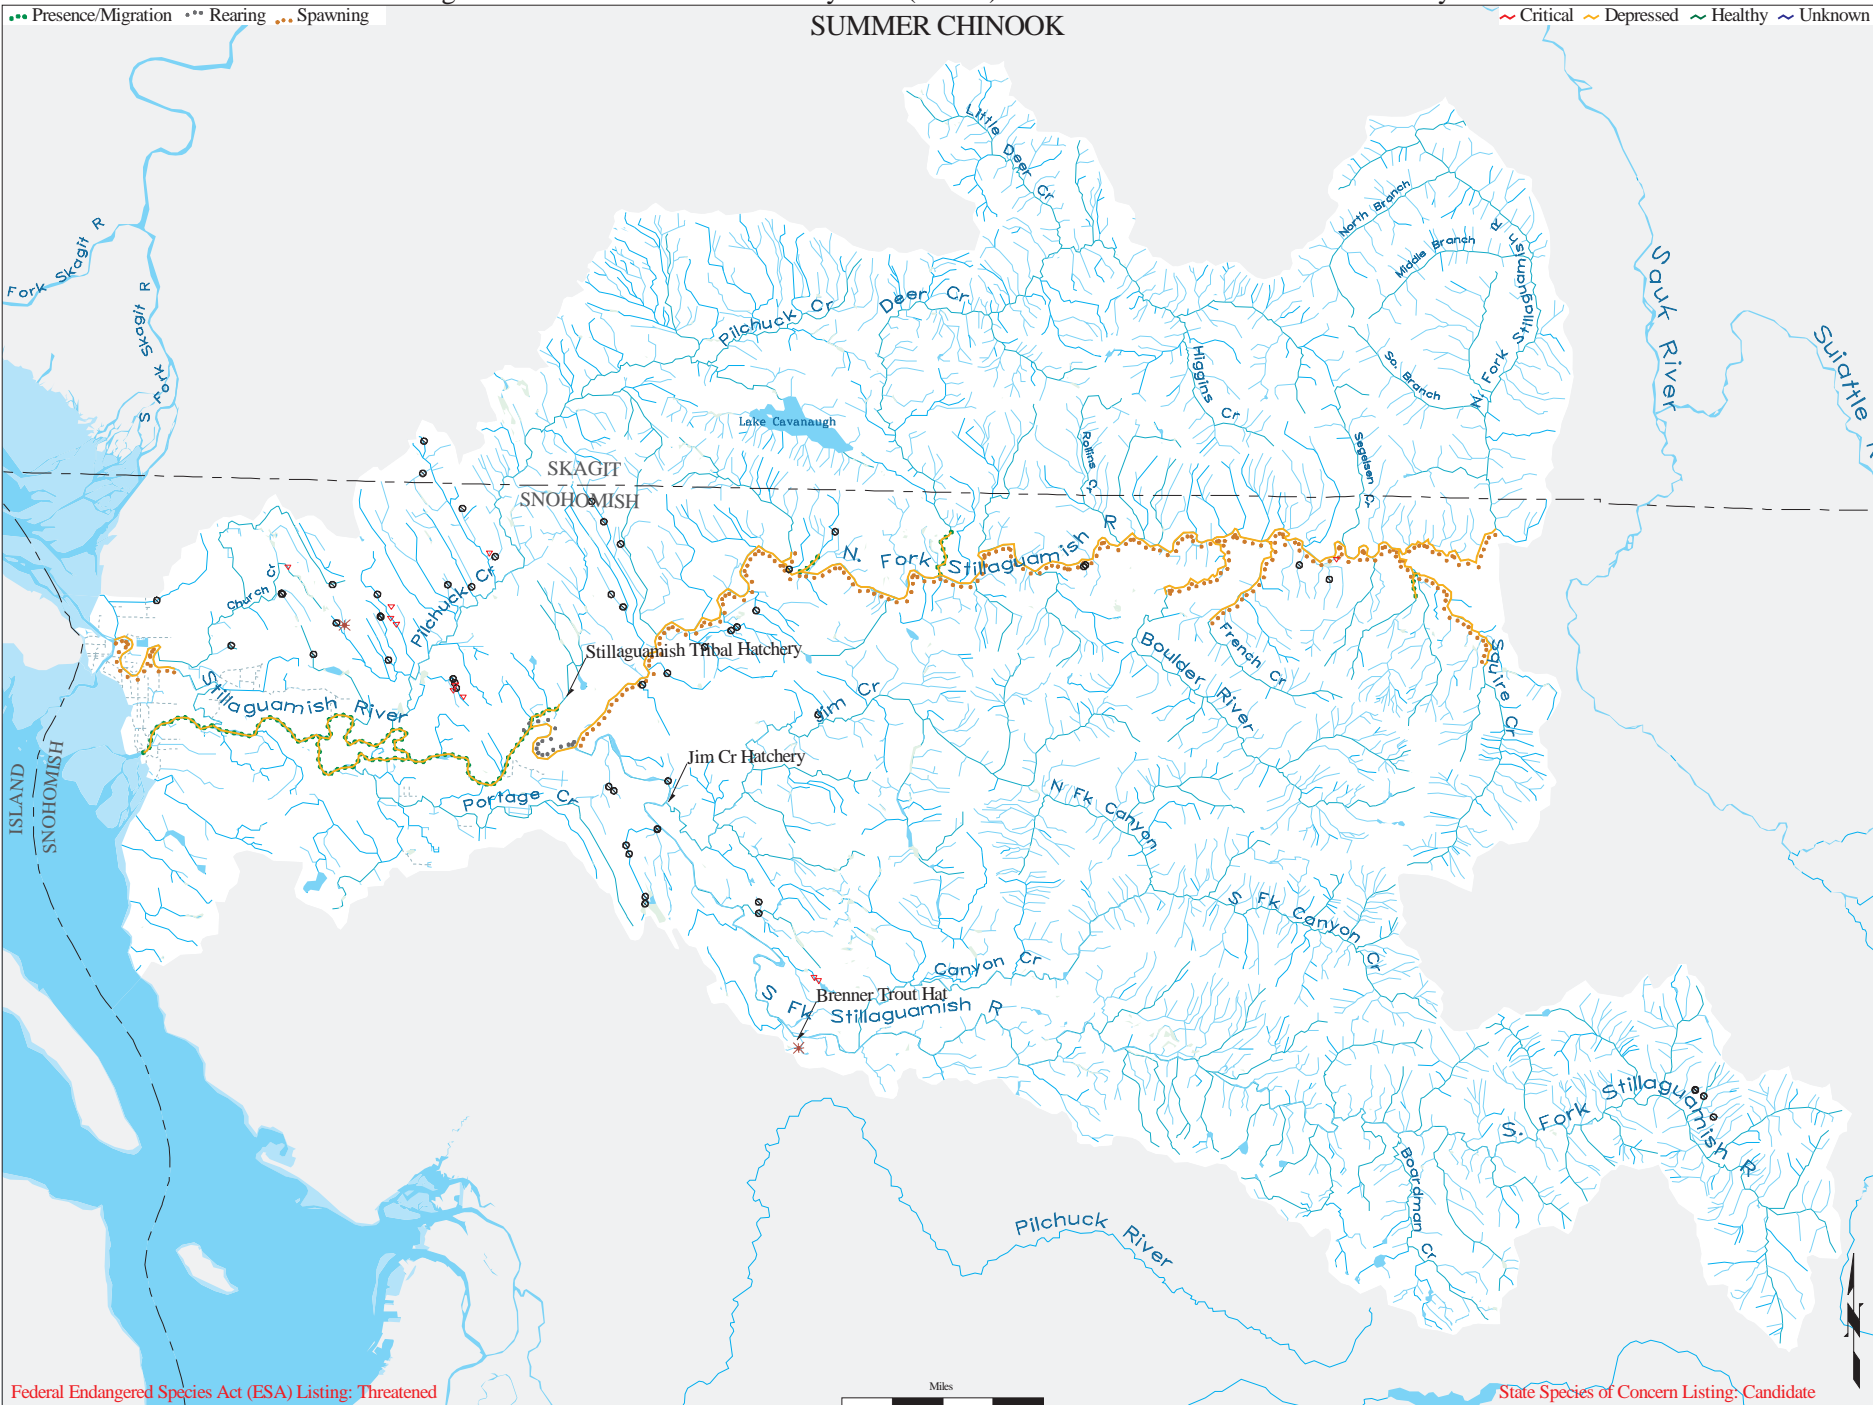 Presence/Migration Rearing Spawning
SUMMER CHINOOK
Critical Depressed Healthy Unknown
Little Deer Cr
North Branch
Middle Branch
N. Fork Stillaguamish R
So. Branch
Sauk River
Suiattle
Fork Skagit R
S Fork Skagit R
Pilchuck Cr
Deer Cr
Higgins Cr
Lake Cavanaugh
Rollins Cr
Segelsen Cr
SKAGIT
SNOHOMISH
N. Fork Stillaguamish R
Church Cr
Pilchuck Cr
Stillaguamish Tribal Hatchery
Boulder River
French Cr
Squire Cr
Stillaguamish River
Jim Cr
Jim Cr Hatchery
Portage Cr
ISLAND
SNOHOMISH
N Fk Canyon
S Fk Canyon Cr
Canyon Cr
Brenner Trout Hat
S Fk Stillaguamish R
S. Fork Stillaguamish R
Boardman Cr
Pilchuck River
N
Federal Endangered Species Act (ESA) Listing: Threatened
Miles
State Species of Concern Listing: Candidate